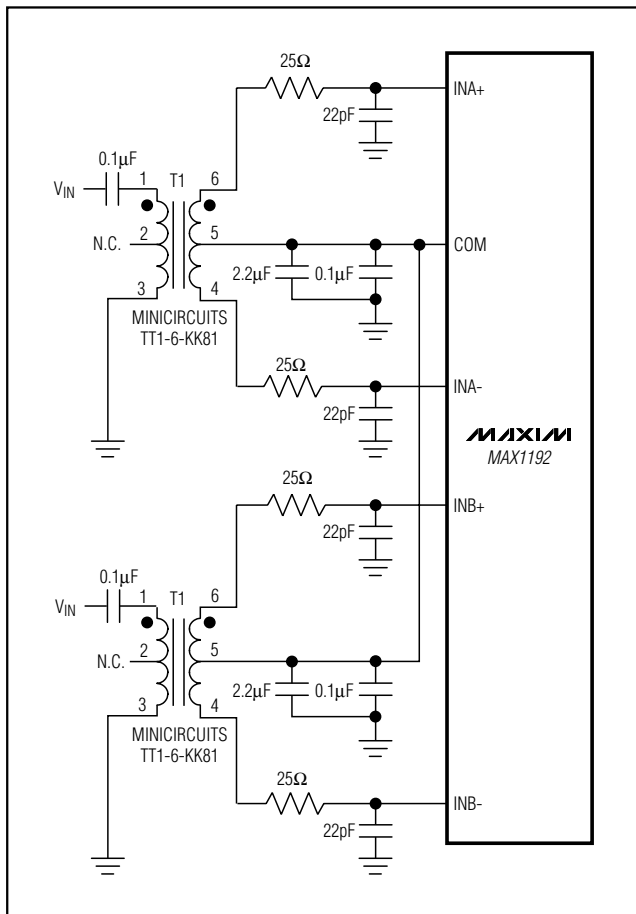 25Ω
INA+
22pF
0.1μF
1 T1 6
VIN
N.C. 2 5
COM
2.2μF 0.1μF
3 4
MINICIRCUITS
TT1-6-KK81
25Ω
INA-
22pF
MAXIM
MAX1192
25Ω
INB+
22pF
0.1μF
1 T1 6
VIN
N.C. 2 5
2.2μF 0.1μF
3 4
MINICIRCUITS
TT1-6-KK81
25Ω
INB-
22pF